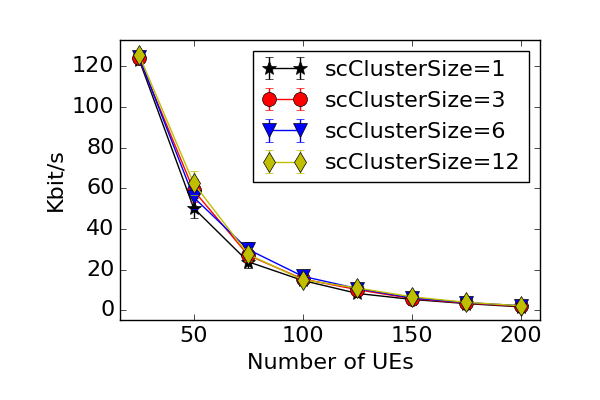 120
100
80
60
40
20
0
Kbit/s
scClusterSize=1
scClusterSize=3
scClusterSize=6
scClusterSize=12
50
100
150
200
Number of UEs